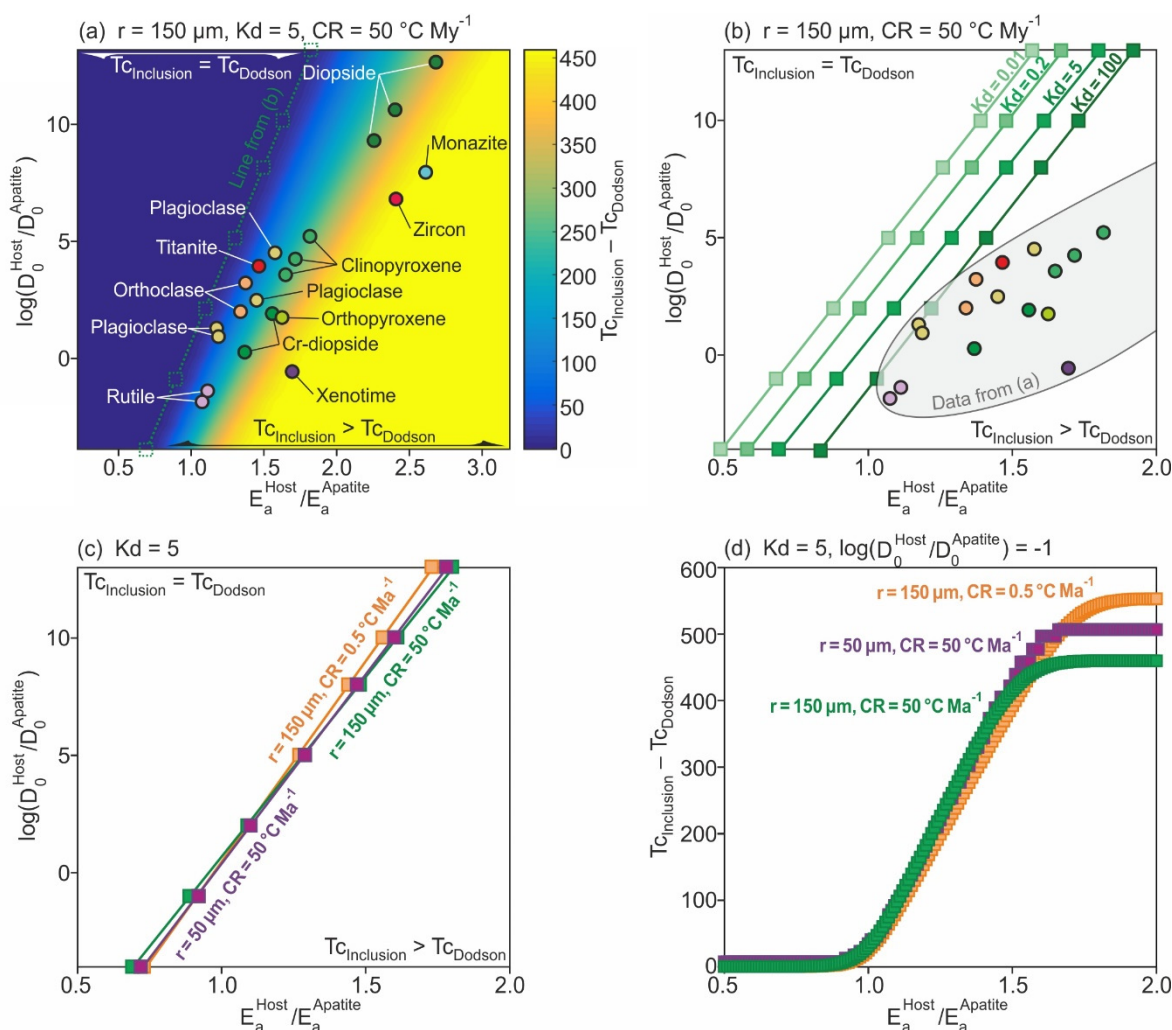 (a) r = 150 µm, Kd = 5, CR = 50 °C My⁻¹
Tc_Inclusion = Tc_Dodson
Line from (b)
Diopside
Monazite
Zircon
Plagioclase
Titanite
Clinopyroxene
Orthoclase
Plagioclase
Orthopyroxene
Plagioclase
Cr-diopside
Rutile
Xenotime
Tc_Inclusion > Tc_Dodson
10
5
0
log(D₀^Host/D₀^Apatite)
0.5 1.0 1.5 2.0 2.5 3.0
E_a^Host/E_a^Apatite
450
400
350
300
250
200
150
100
50
0
Tc_Inclusion − Tc_Dodson
(b) r = 150 µm, CR = 50 °C My⁻¹
Tc_Inclusion = Tc_Dodson
Kd = 0.01
Kd = 0.2
Kd = 5
Kd = 100
Data from (a)
Tc_Inclusion > Tc_Dodson
10
5
0
log(D₀^Host/D₀^Apatite)
0.5 1.0 1.5 2.0
E_a^Host/E_a^Apatite
(c) Kd = 5
Tc_Inclusion = Tc_Dodson
r = 150 µm, CR = 0.5 °C Ma⁻¹
r = 150 µm, CR = 50 °C Ma⁻¹
r = 50 µm, CR = 50 °C Ma⁻¹
Tc_Inclusion > Tc_Dodson
10
5
0
log(D₀^Host/D₀^Apatite)
1.0 1.5 2.0
E_a^Host/E_a^Apatite
(d) Kd = 5, log(D₀^Host/D₀^Apatite) = -1
r = 150 µm, CR = 0.5 °C Ma⁻¹
r = 50 µm, CR = 50 °C Ma⁻¹
r = 150 µm, CR = 50 °C Ma⁻¹
600
500
400
300
200
100
0
Tc_Inclusion − Tc_Dodson
0.5 1.0 1.5 2.0
E_a^Host/E_a^Apatite